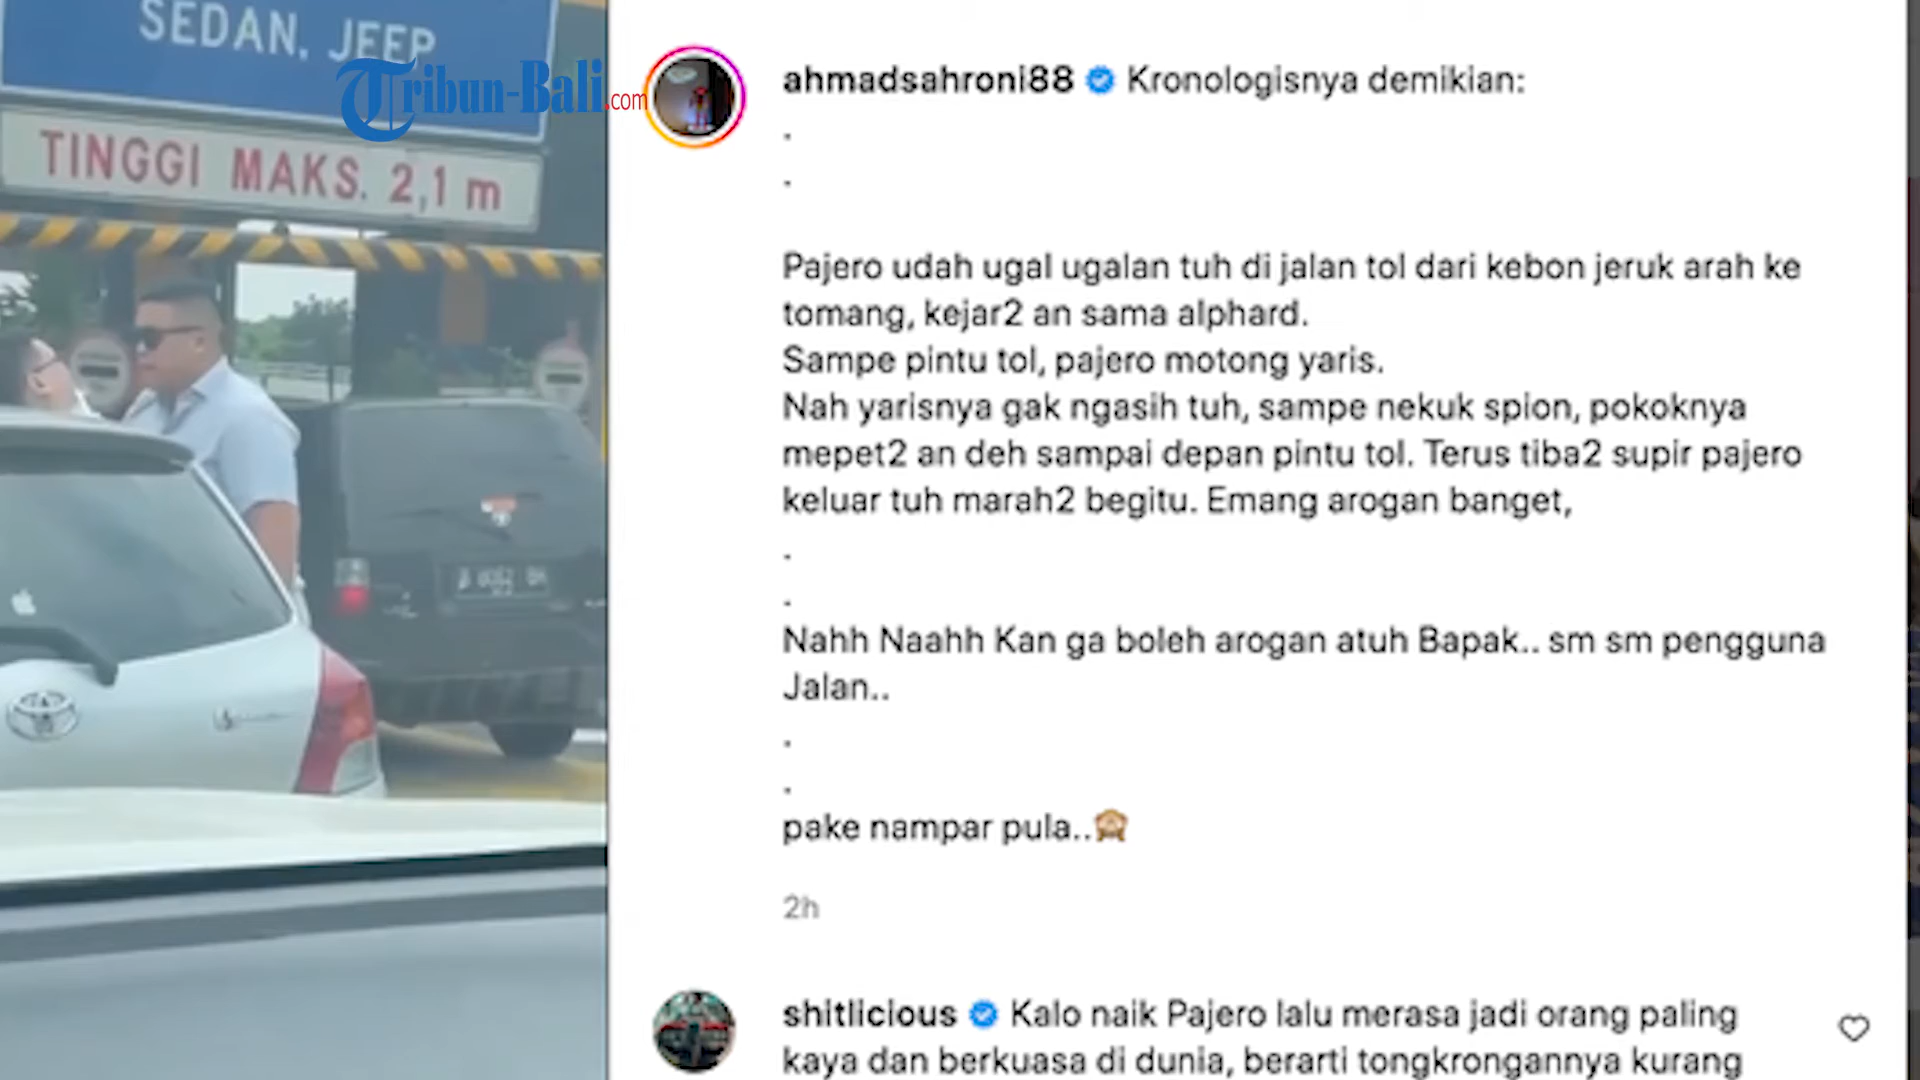 SEDAN, JEEP
Tribun-Bali.com
TINGGI MAKS. 2,1 m
ahmadsahroni88 Kronologisnya demikian:
.
.
Pajero udah ugal ugalan tuh di jalan tol dari kebon jeruk arah ke
tomang, kejar2 an sama alphard.
Sampe pintu tol, pajero motong yaris.
Nah yarisnya gak ngasih tuh, sampe nekuk spion, pokoknya
mepet2 an deh sampai depan pintu tol. Terus tiba2 supir pajero
keluar tuh marah2 begitu. Emang arogan banget,
.
.
Nahh Naahh Kan ga boleh arogan atuh Bapak.. sm sm pengguna
Jalan..
.
.
pake nampar pula..🙈
2h
shitlicious Kalo naik Pajero lalu merasa jadi orang paling
kaya dan berkuasa di dunia, berarti tongkrongannya kurang